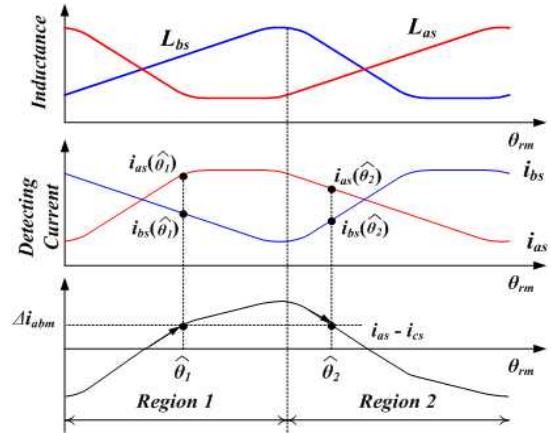 Inductance
L_bs
L_as
θ_rm
Detecting Current
i_as(θ̂_1)
i_as(θ̂_2)
i_bs
i_bs(θ̂_1)
i_bs(θ̂_2)
i_as
θ_rm
Δi_abm
i_as - i_cs
θ̂_1
θ̂_2
θ_rm
Region 1
Region 2